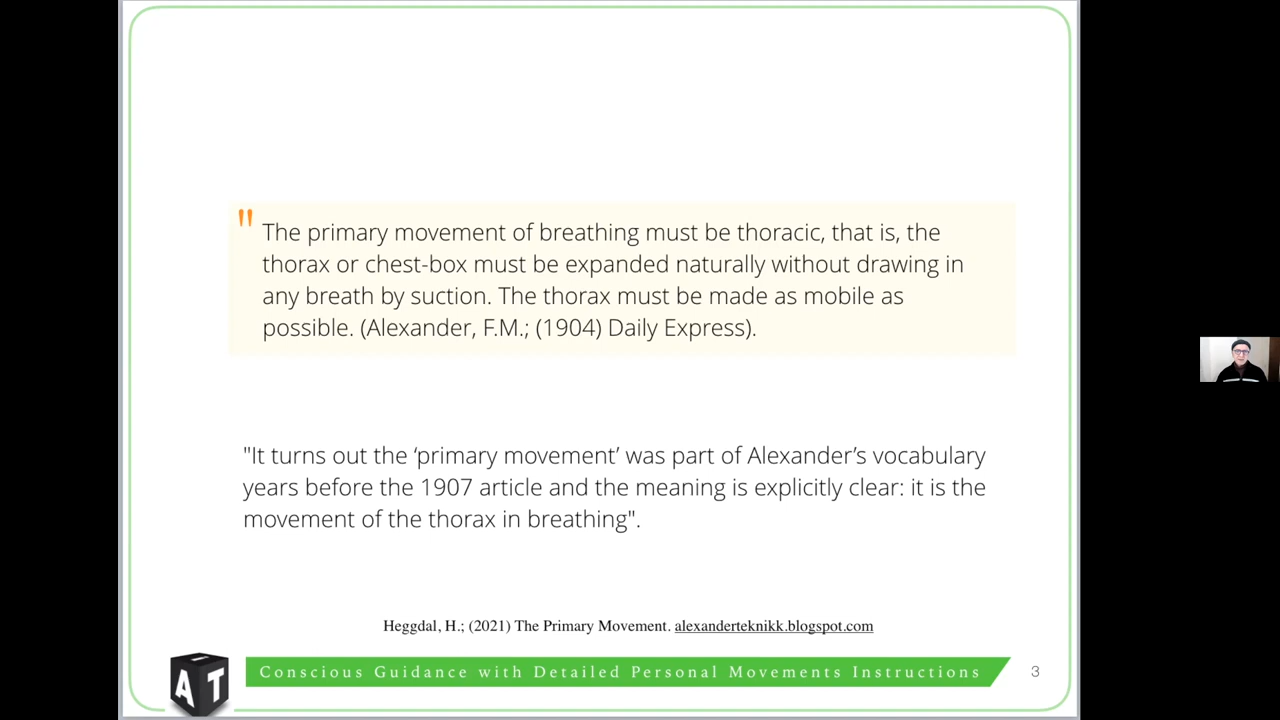 "
The primary movement of breathing must be thoracic, that is, the
thorax or chest-box must be expanded naturally without drawing in
any breath by suction. The thorax must be made as mobile as
possible. (Alexander, F.M.; (1904) Daily Express).
"It turns out the ‘primary movement’ was part of Alexander’s vocabulary
years before the 1907 article and the meaning is explicitly clear: it is the
movement of the thorax in breathing".
Heggdal, H.; (2021) The Primary Movement. alexanderteknikk.blogspot.com
AT
Conscious Guidance with Detailed Personal Movements Instructions
3